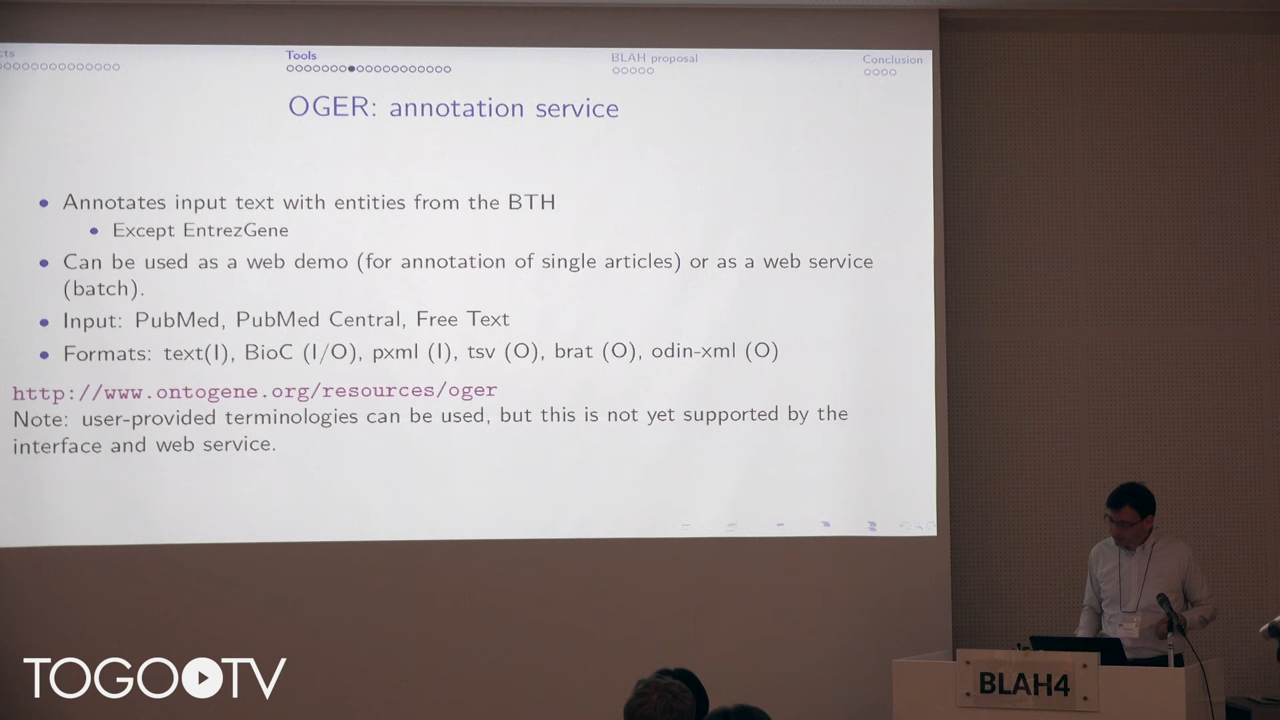 cts
Tools
BLAH proposal
Conclusion
OGER: annotation service
Annotates input text with entities from the BTH
Except EntrezGene
Can be used as a web demo (for annotation of single articles) or as a web service
(batch).
Input: PubMed, PubMed Central, Free Text
Formats: text(I), BioC (I/O), pxml (I), tsv (O), brat (O), odin-xml (O)
http://www.ontogene.org/resources/oger
Note: user-provided terminologies can be used, but this is not yet supported by the
interface and web service.
TOGOTV
BLAH4